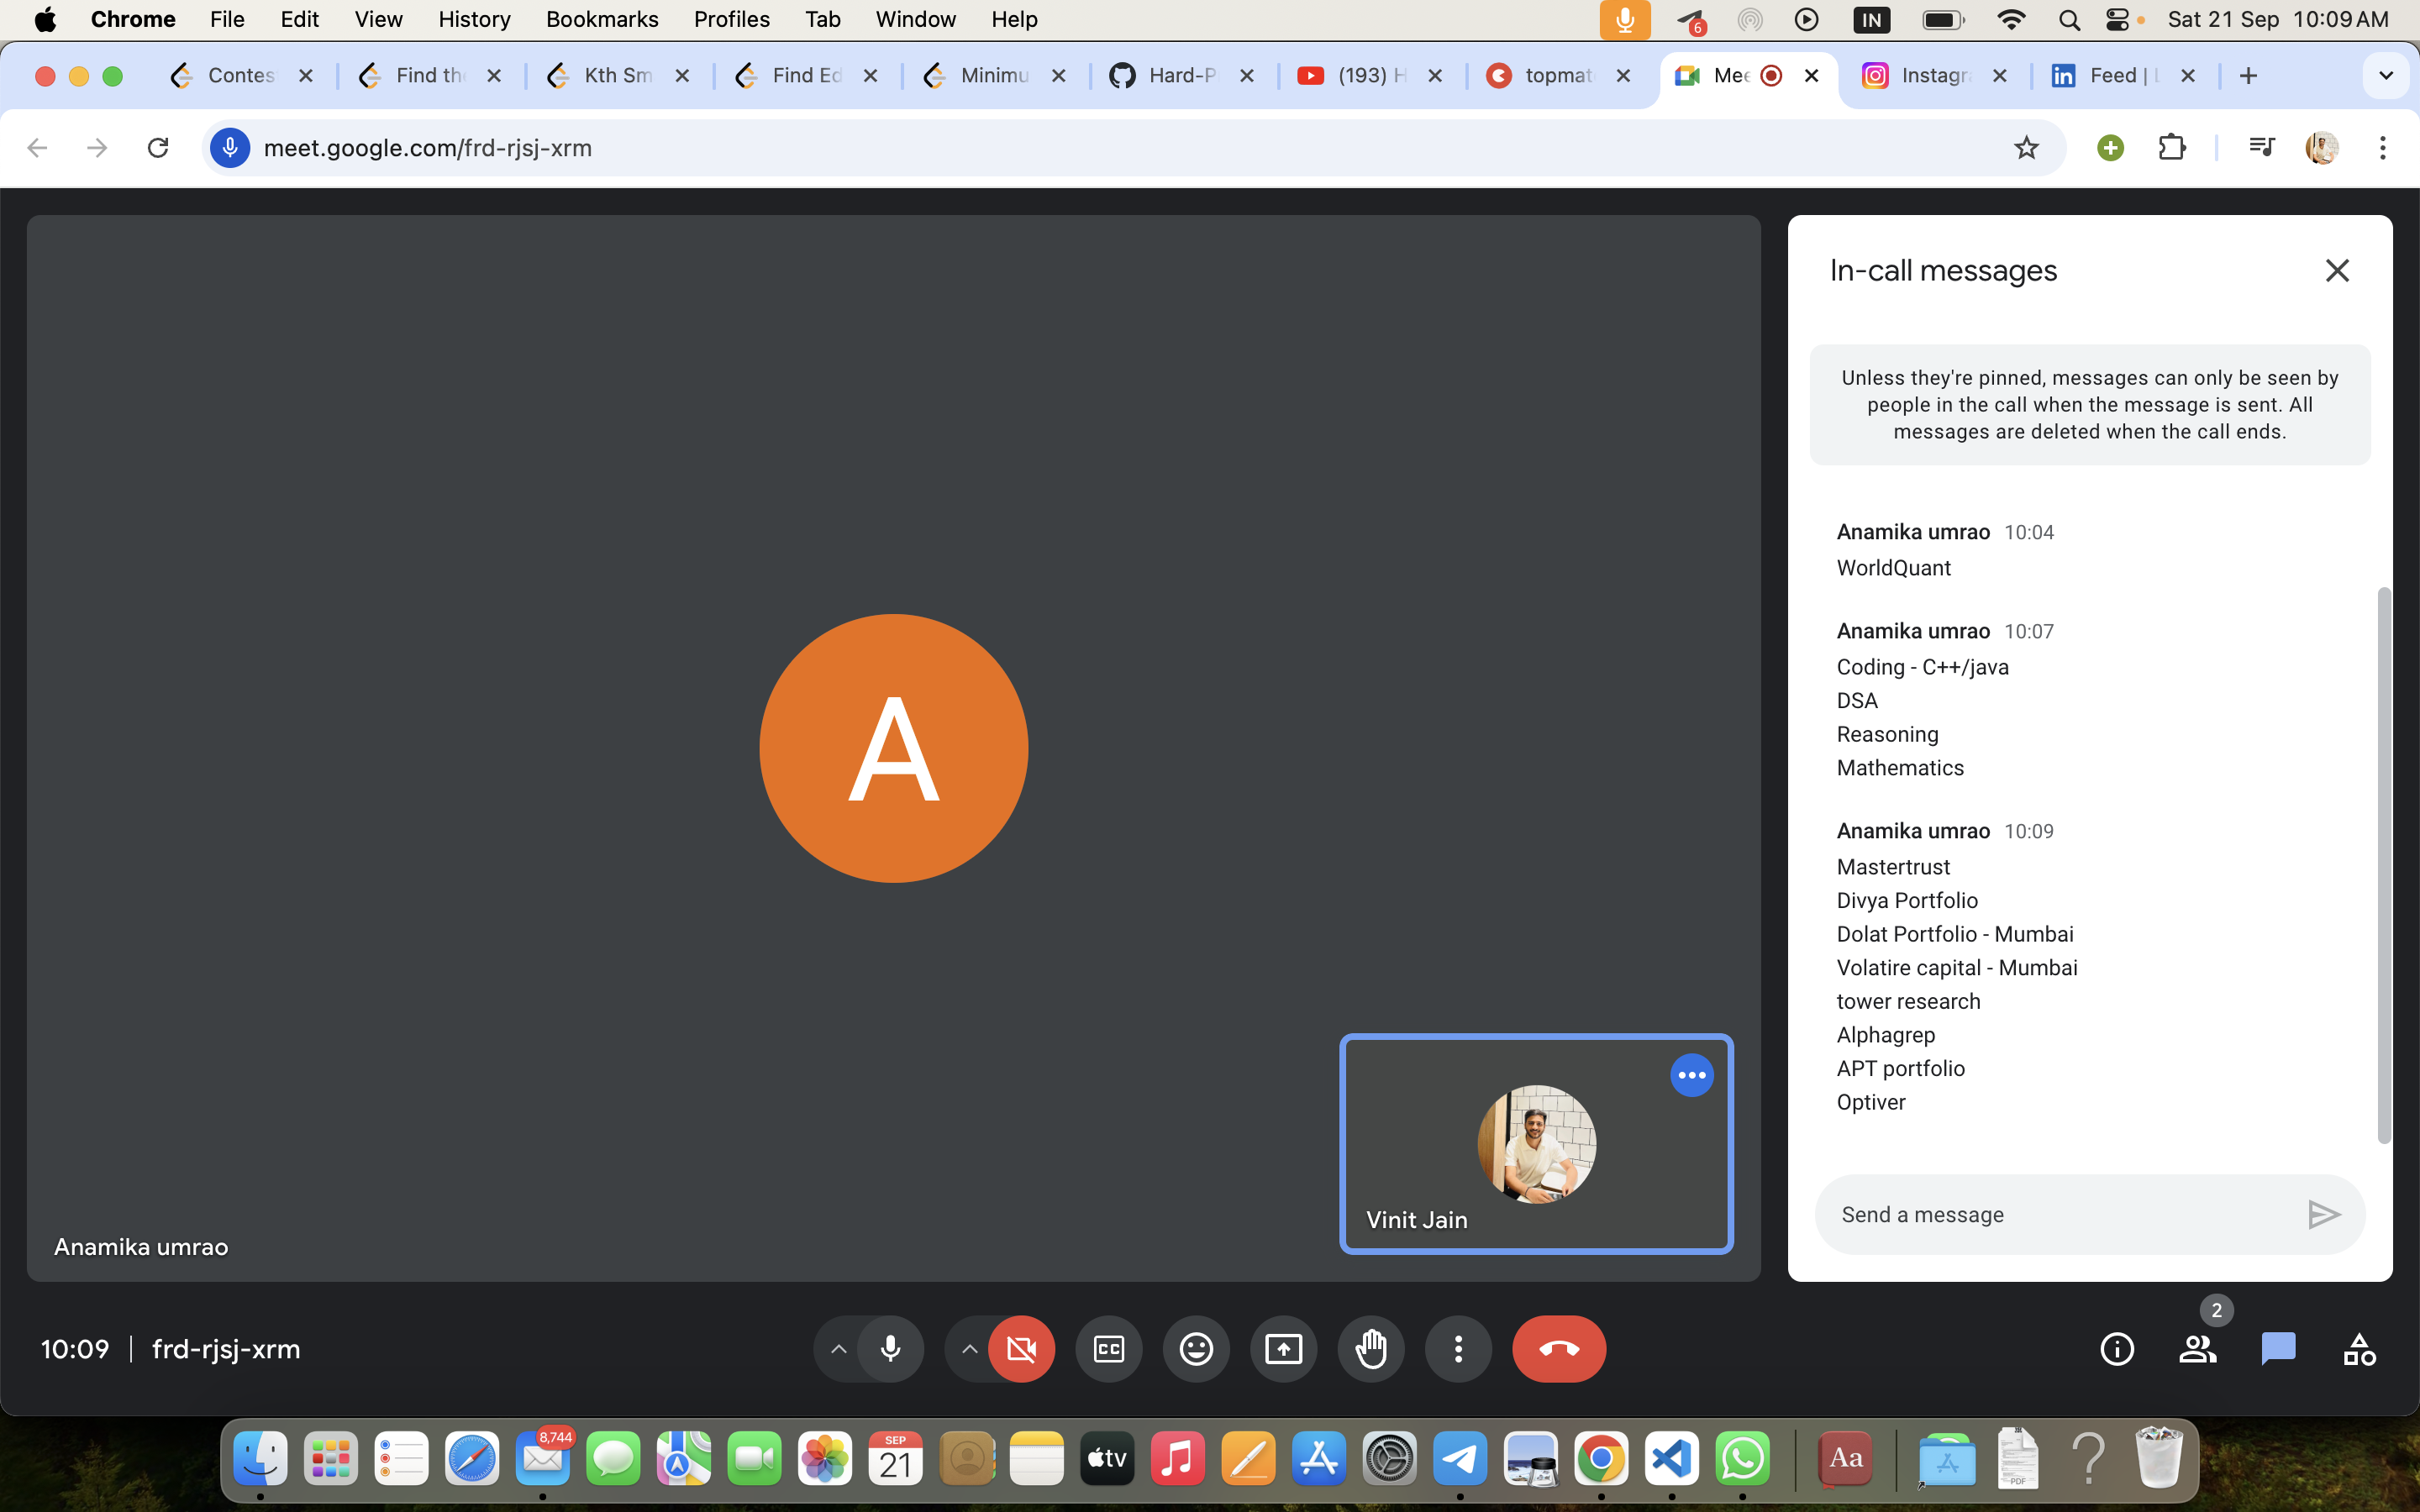 Chrome File Edit View History Bookmarks Profiles Tab Window Help 6 IN Sat 21 Sep 10:09 AM
Contes Find the Kth Sm Find Ed Minimu Hard-P (193) H topmat Mee Instagr Feed | L
meet.google.com/frd-rjsj-xrm
In-call messages
Unless they're pinned, messages can only be seen by
people in the call when the message is sent. All
messages are deleted when the call ends.
Anamika umrao 10:04
WorldQuant
Anamika umrao 10:07
Coding - C++/java
DSA
Reasoning
Mathematics
Anamika umrao 10:09
Mastertrust
Divya Portfolio
Dolat Portfolio - Mumbai
Volatire capital - Mumbai
tower research
Alphagrep
APT portfolio
Optiver
Send a message
A
Vinit Jain
Anamika umrao
10:09 | frd-rjsj-xrm
CC
2
8,744
SEP
21
tv
Aa
PDF